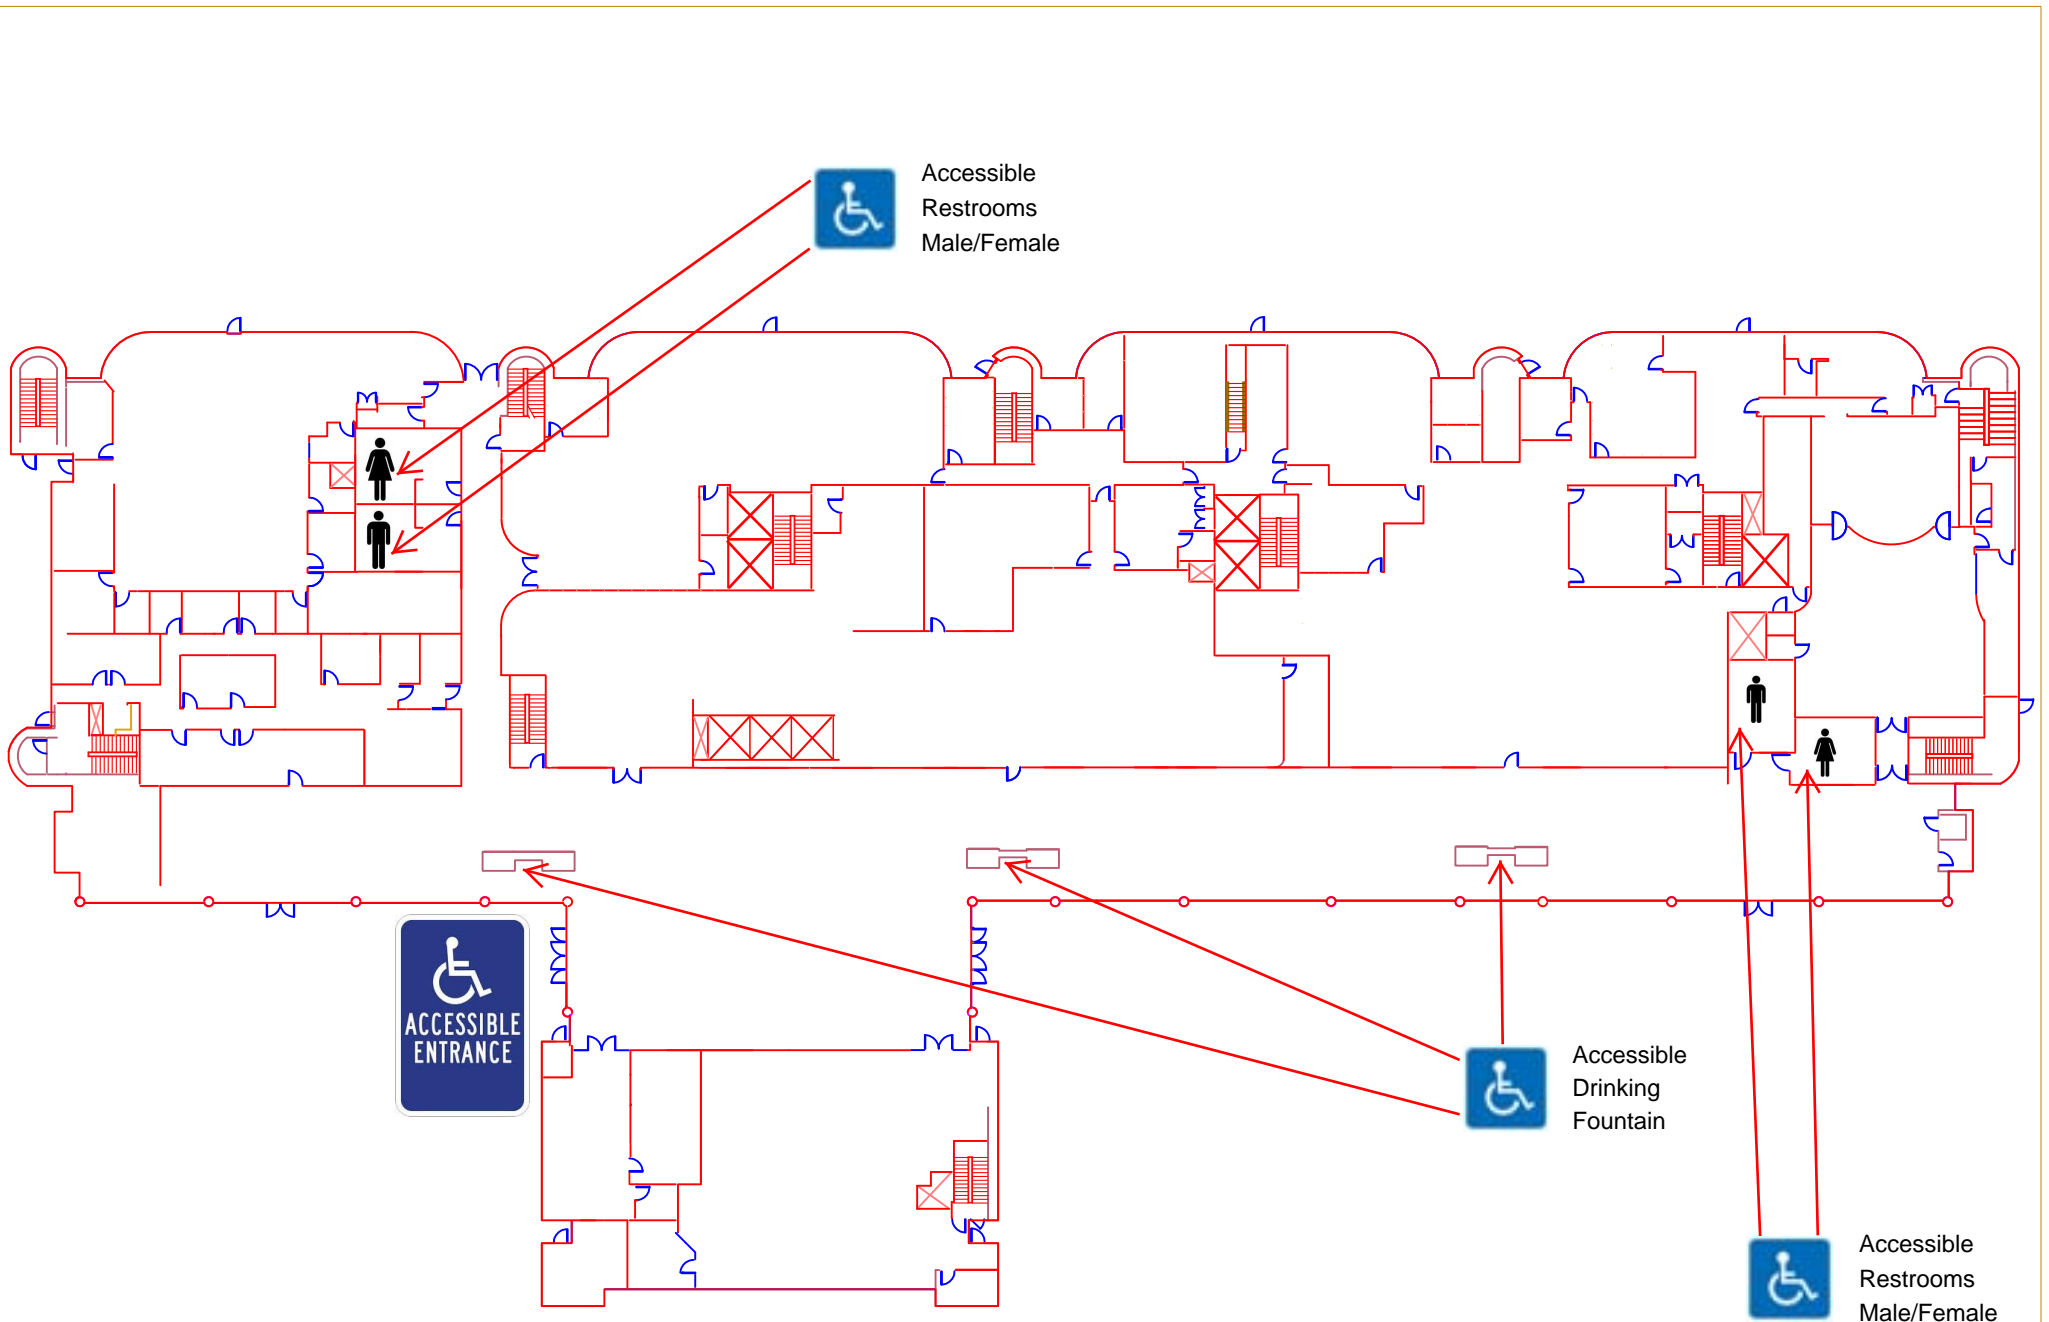 Accessible
Restrooms
Male/Female
ACCESSIBLE
ENTRANCE
Accessible
Drinking
Fountain
Accessible
Restrooms
Male/Female